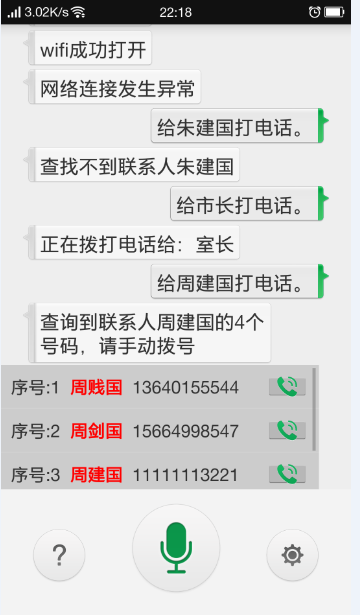 3.02K/s 22:18
wifi成功打开
网络连接发生异常
给朱建国打电话。
查找不到联系人朱建国
给市长打电话。
正在拨打电话给：室长
给周建国打电话。
查询到联系人周建国的4个
号码，请手动拨号
序号:1 周贱国 13640155544
序号:2 周剑国 15664998547
序号:3 周建国 11111113221
?